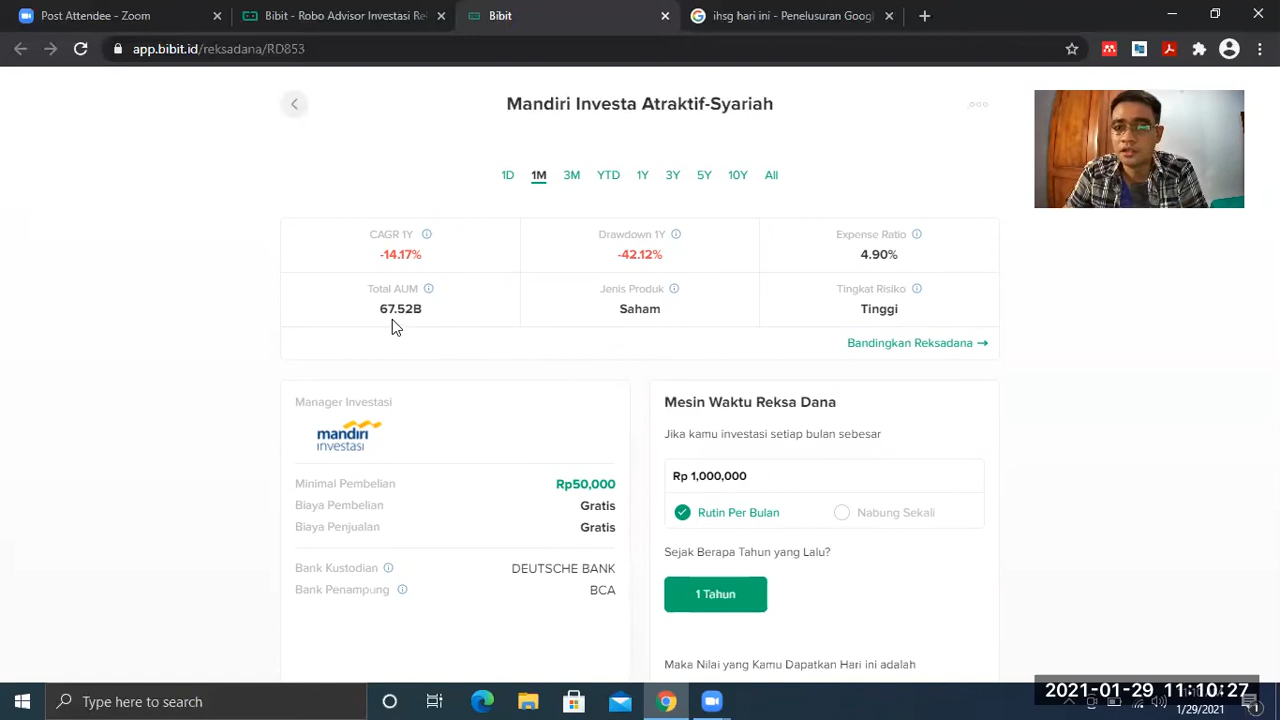 Post Attendee - Zoom
Bibit - Robo Advisor Investasi Re
Bibit
ihsg hari ini - Penelusuran Googl
app.bibit.id/reksadana/RD853
Mandiri Investa Atraktif-Syariah
1D 1M 3M YTD 1Y 3Y 5Y 10Y All
CAGR 1Y Drawdown 1Y Expense Ratio
-14.17% -42.12% 4.90%
Total AUM Jenis Produk Tingkat Risiko
67.52B Saham Tinggi
Bandingkan Reksadana →
Manager Investasi
mandiri
investasi
Minimal Pembelian Rp50,000
Biaya Pembelian Gratis
Biaya Penjualan Gratis
Bank Kustodian DEUTSCHE BANK
Bank Penampung BCA
Mesin Waktu Reksa Dana
Jika kamu investasi setiap bulan sebesar
Rp 1,000,000
Rutin Per Bulan Nabung Sekali
Sejak Berapa Tahun yang Lalu?
1 Tahun
Maka Nilai yang Kamu Dapatkan Hari ini adalah
Type here to search
2021-01-29 11:10:27
1/29/2021